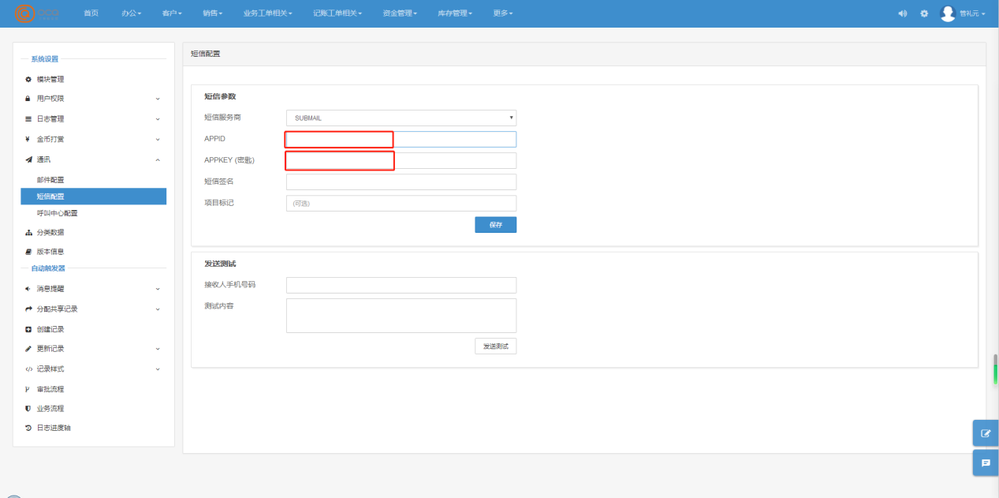 首页 办公 客户 销售 业务工单相关 记账工单相关 资金管理 库存管理 更多 管礼元
系统设置
模块管理
用户权限
日志管理
¥ 金币打赏
通讯
邮件配置
短信配置
呼叫中心配置
分类数据
版本信息
自动触发器
消息提醒
分配共享记录
创建记录
更新记录
</> 记录样式
审批流程
业务流程
日志进度轴
短信配置
短信参数
短信服务商 SUBMAIL
APPID
APPKEY (密匙)
短信签名
项目标记 (可选)
保存
发送测试
接收人手机号码
测试内容
发送测试